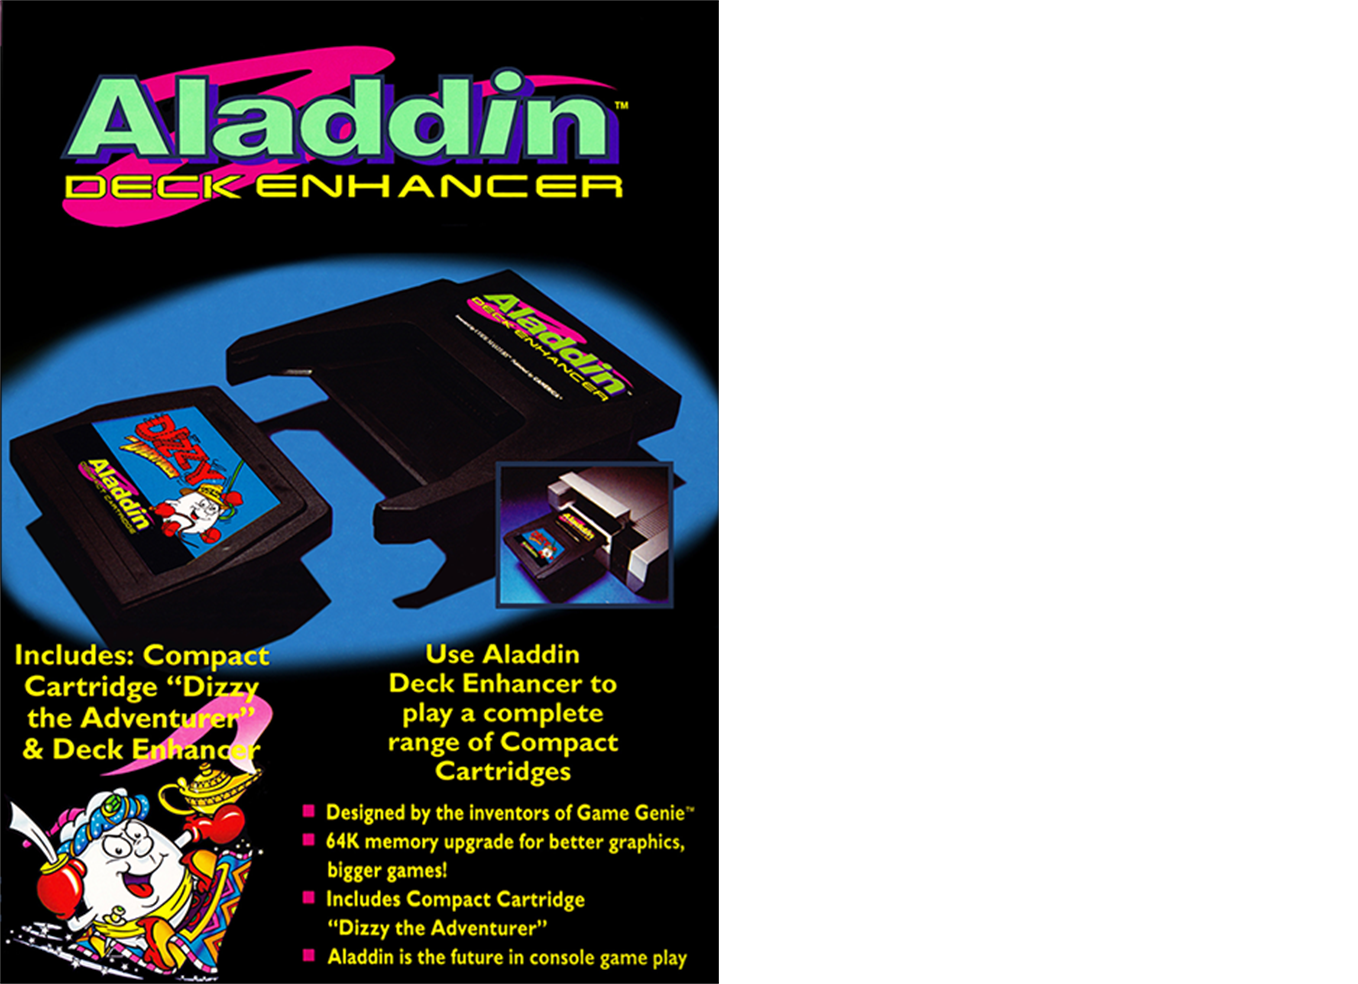 Aladdin™
DECK ENHANCER
Aladdin
DECK ENHANCER
Dizzy
Aladdin
Aladdin
Includes: Compact
Cartridge “Dizzy
the Adventurer”
& Deck Enhancer
Use Aladdin
Deck Enhancer to
play a complete
range of Compact
Cartridges
Designed by the inventors of Game Genie™
64K memory upgrade for better graphics,
bigger games!
Includes Compact Cartridge
“Dizzy the Adventurer”
Aladdin is the future in console game play